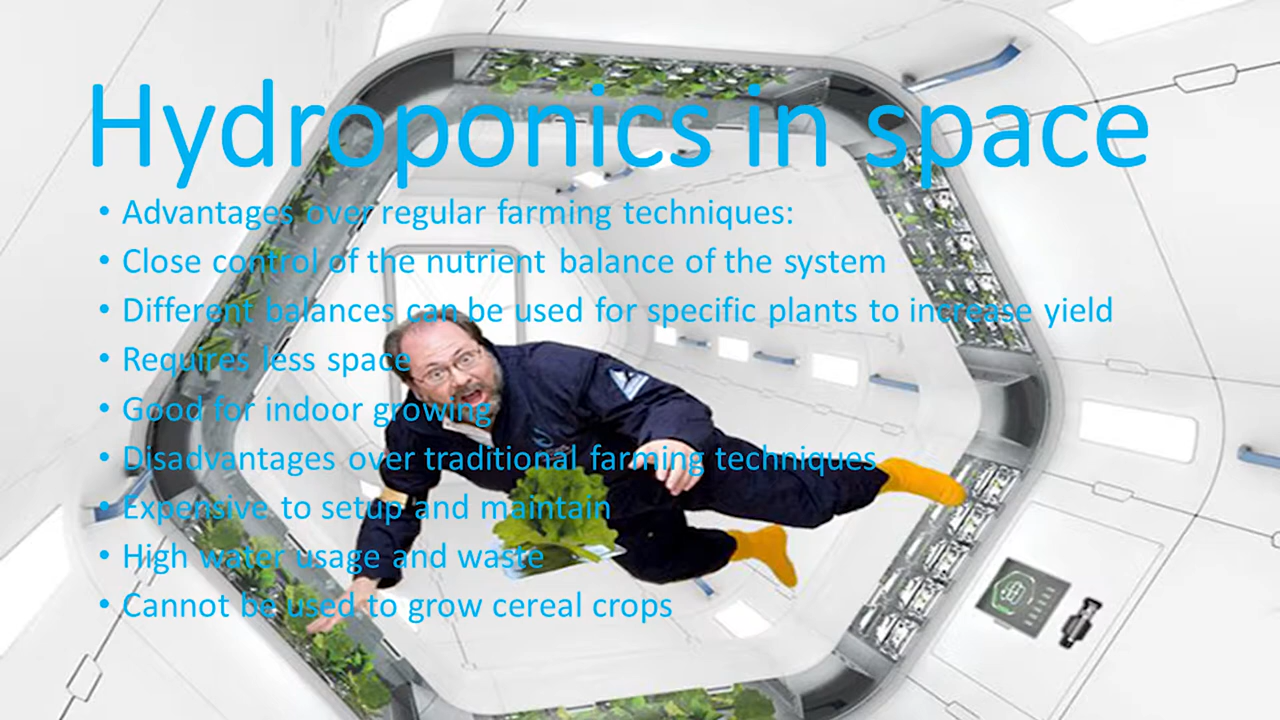 Hydroponics in space
• Advantages over regular farming techniques:
• Close control of the nutrient balance of the system
• Different balances can be used for specific plants to increase yield
• Requires less space
• Good for indoor growing
• Disadvantages over traditional farming techniques
• Expensive to setup and maintain
• High water usage and waste
• Cannot be used to grow cereal crops